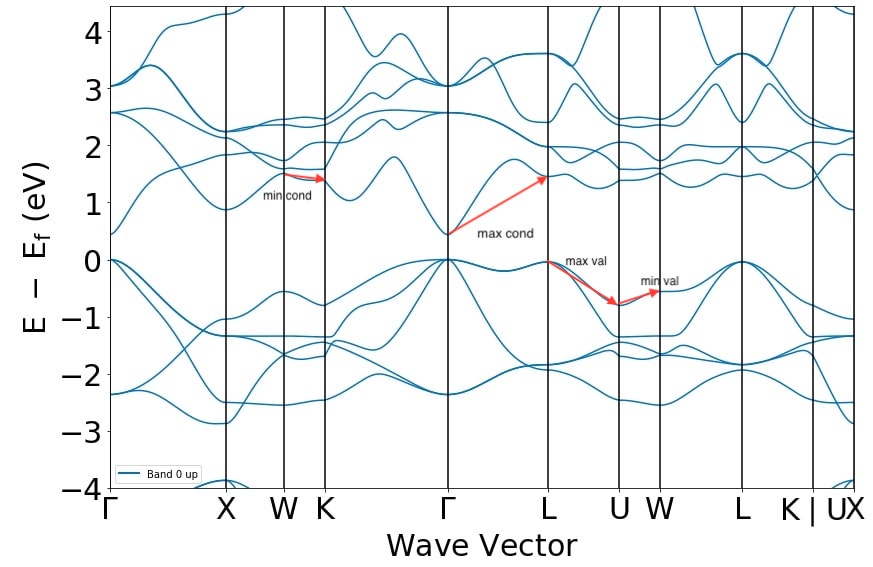 4
3
2
1
0
−1
−2
−3
−4
E − E_f (eV)
min cond
max cond
max val
min val
Band 0 up
Γ X W K Γ L U W L K | U X
Wave Vector